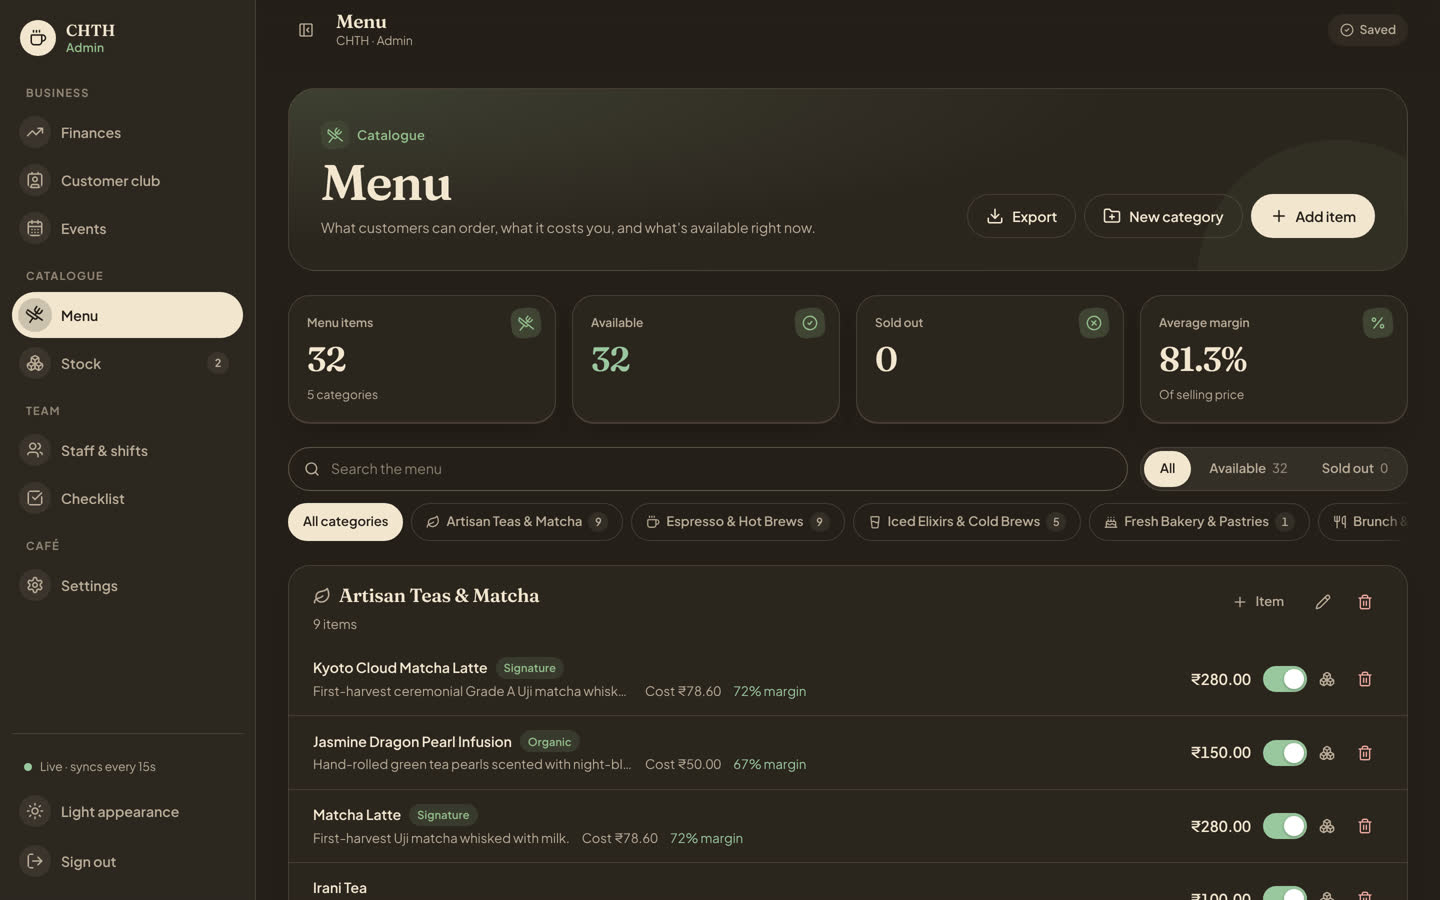 CHTH
Admin
BUSINESS
Finances
Customer club
Events
CATALOGUE
Menu
Stock 2
TEAM
Staff & shifts
Checklist
CAFÉ
Settings
Live · syncs every 15s
Light appearance
Sign out
Menu
CHTH · Admin
Saved
Catalogue
Menu
What customers can order, what it costs you, and what's available right now.
Export
New category
Add item
Menu items
32
5 categories
Available
32
Sold out
0
Average margin
81.3%
Of selling price
Search the menu
All Available 32 Sold out 0
All categories Artisan Teas & Matcha 9 Espresso & Hot Brews 9 Iced Elixirs & Cold Brews 5 Fresh Bakery & Pastries 1 Brunch &
Artisan Teas & Matcha
9 items
+ Item
Kyoto Cloud Matcha Latte Signature
First-harvest ceremonial Grade A Uji matcha whisk… Cost ₹78.60 72% margin
₹280.00
Jasmine Dragon Pearl Infusion Organic
Hand-rolled green tea pearls scented with night-bl… Cost ₹50.00 67% margin
₹150.00
Matcha Latte Signature
First-harvest Uji matcha whisked with milk. Cost ₹78.60 72% margin
₹280.00
Irani Tea
₹100.00